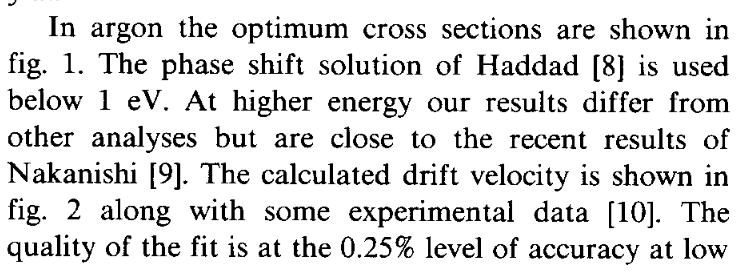 In argon the optimum cross sections are shown in
fig. 1. The phase shift solution of Haddad [8] is used
below 1 eV. At higher energy our results differ from
other analyses but are close to the recent results of
Nakanishi [9]. The calculated drift velocity is shown in
fig. 2 along with some experimental data [10]. The
quality of the fit is at the 0.25% level of accuracy at low